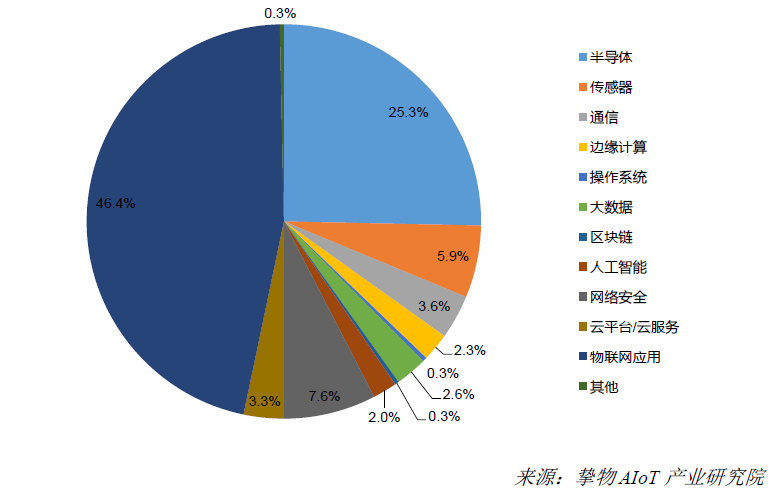 0.3%
25.3%
5.9%
3.6%
2.3%
0.3%
2.6%
0.3%
2.0%
7.6%
3.3%
46.4%
半导体
传感器
通信
边缘计算
操作系统
大数据
区块链
人工智能
网络安全
云平台/云服务
物联网应用
其他
来源：挚物 AIoT 产业研究院